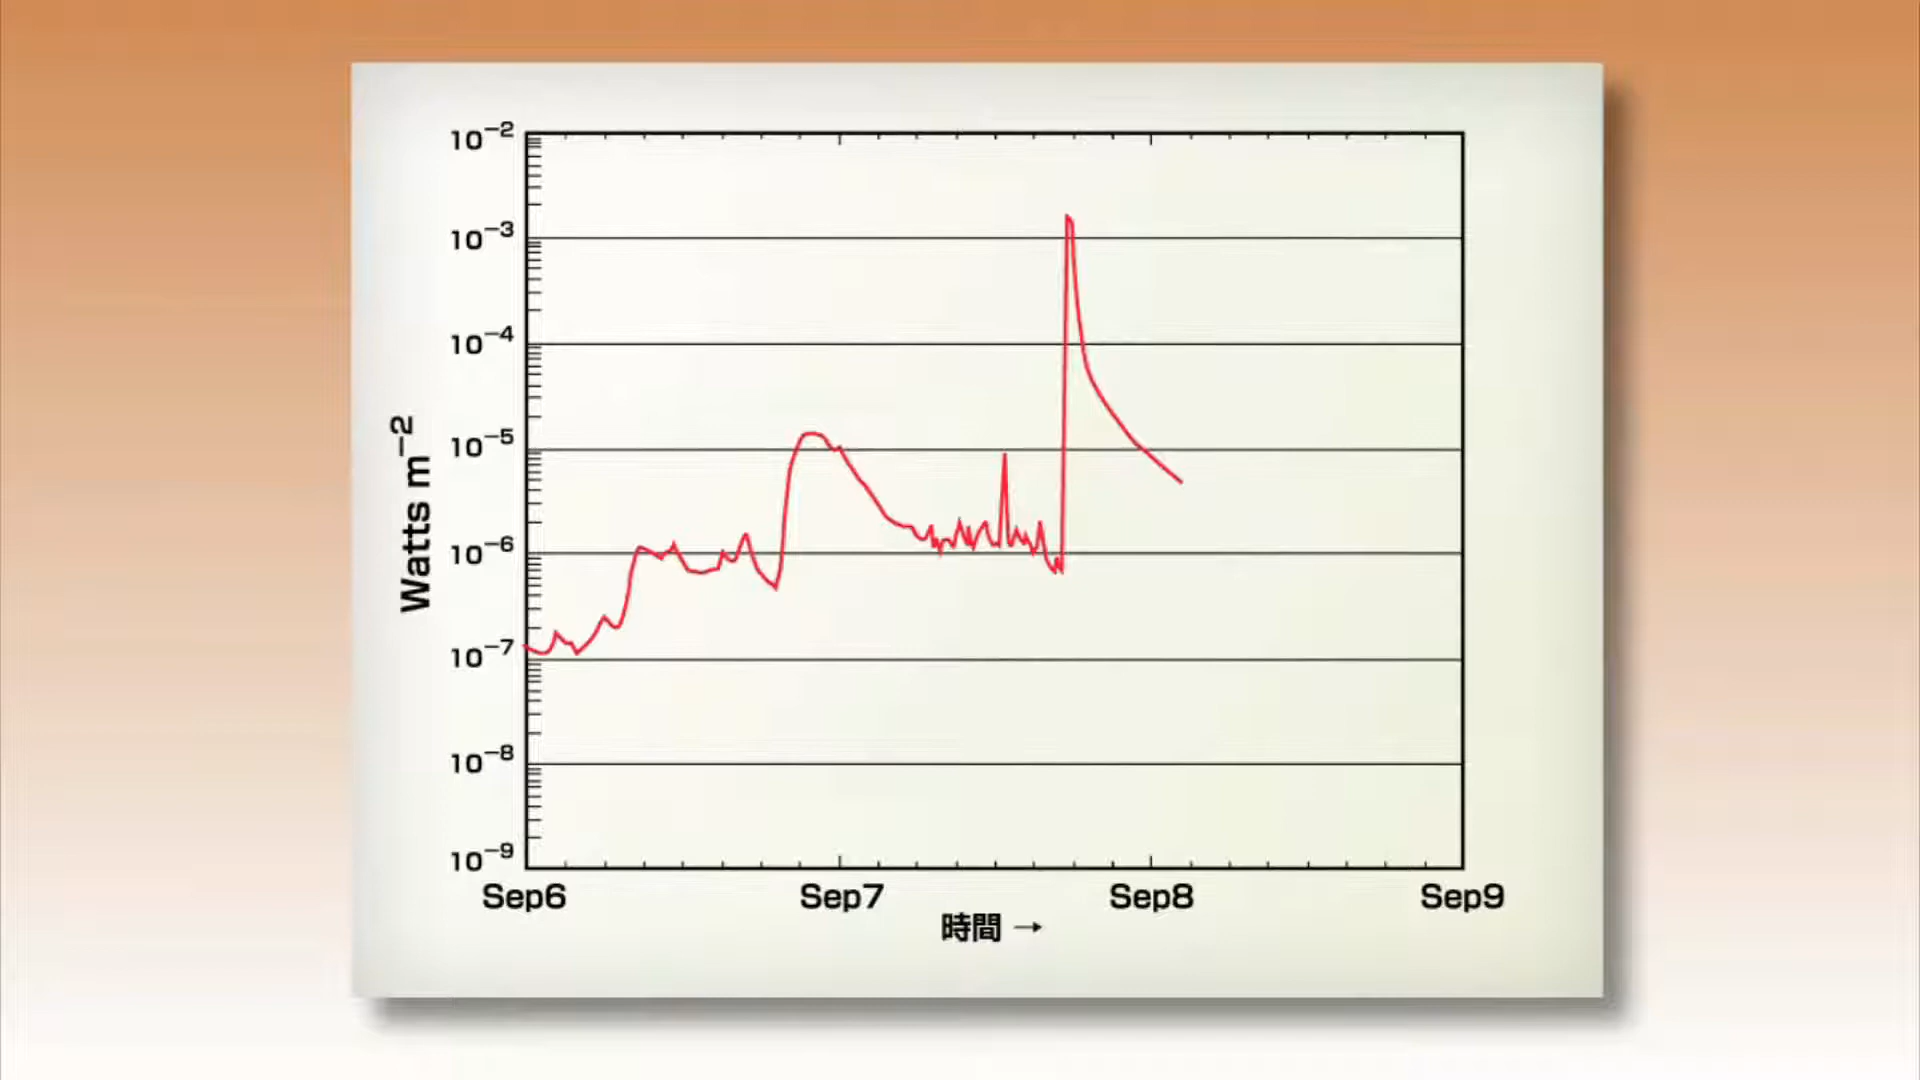 10⁻²
10⁻³
10⁻⁴
10⁻⁵
10⁻⁶
10⁻⁷
10⁻⁸
10⁻⁹
Watts m⁻²
Sep6 Sep7 Sep8 Sep9
時間 →